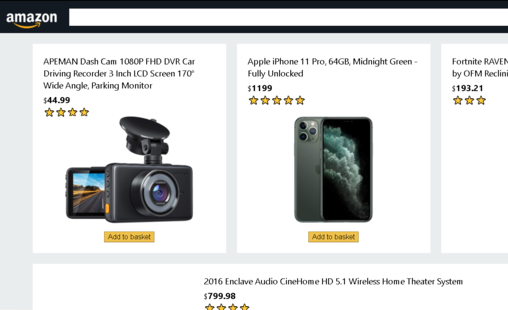 amazon
APEMAN Dash Cam 1080P FHD DVR Car
Driving Recorder 3 Inch LCD Screen 170°
Wide Angle, Parking Monitor
$44.99
Add to basket
Apple iPhone 11 Pro, 64GB, Midnight Green -
Fully Unlocked
$1199
Add to basket
Fortnite RAVEN
by OFM Reclini
$193.21
2016 Enclave Audio CineHome HD 5.1 Wireless Home Theater System
$799.98